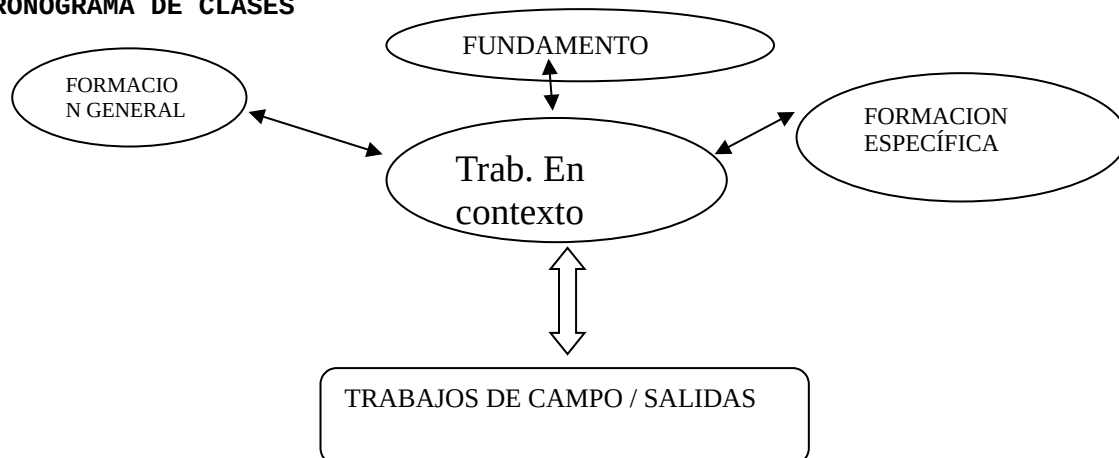 RONOGRAMA DE CLASES
FUNDAMENTO
FORMACIO
N GENERAL
FORMACION
ESPECÍFICA
Trab. En
contexto
TRABAJOS DE CAMPO / SALIDAS